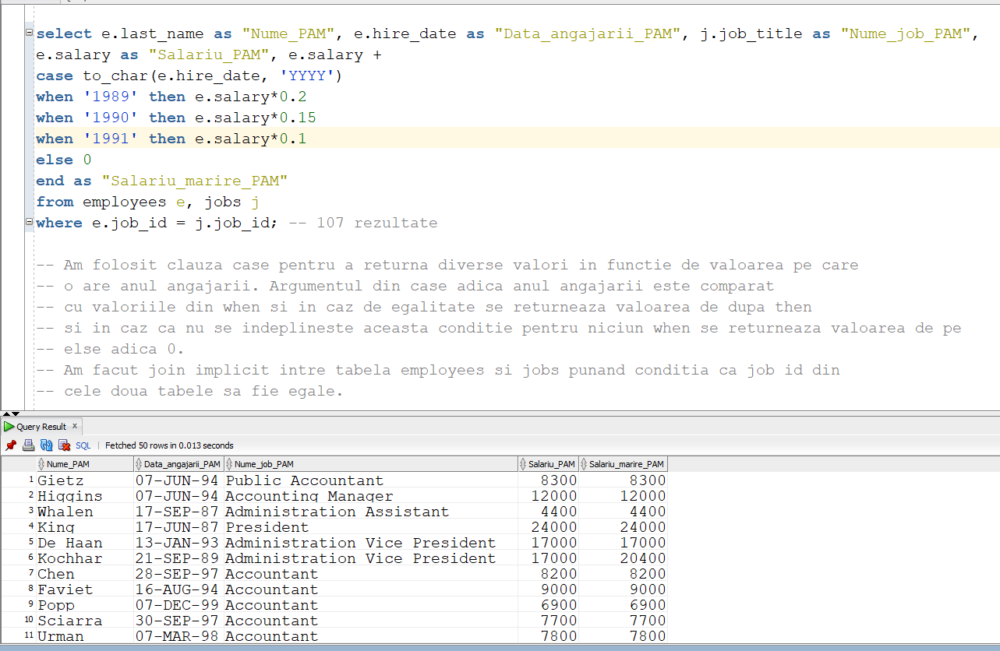 select e.last_name as "Nume_PAM", e.hire_date as "Data_angajarii_PAM", j.job_title as "Nume_job_PAM",
e.salary as "Salariu_PAM", e.salary +
case to_char(e.hire_date, 'YYYY')
when '1989' then e.salary*0.2
when '1990' then e.salary*0.15
when '1991' then e.salary*0.1
else 0
end as "Salariu_marire_PAM"
from employees e, jobs j
where e.job_id = j.job_id; -- 107 rezultate
-- Am folosit clauza case pentru a returna diverse valori in functie de valoarea pe care
-- o are anul angajarii. Argumentul din case adica anul angajarii este comparat
-- cu valoriile din when si in caz de egalitate se returneaza valoarea de dupa then
-- si in caz ca nu se indeplineste aceasta conditie pentru niciun when se returneaza valoarea de pe
-- else adica 0.
-- Am facut join implicit intre tabela employees si jobs punand conditia ca job id din
-- cele doua tabele sa fie egale.
Query Result x
SQL | Fetched 50 rows in 0.013 seconds
Nume_PAM Data_angajarii_PAM Nume_job_PAM Salariu_PAM Salariu_marire_PAM
1 Gietz 07-JUN-94 Public Accountant 8300 8300
2 Higgins 07-JUN-94 Accounting Manager 12000 12000
3 Whalen 17-SEP-87 Administration Assistant 4400 4400
4 King 17-JUN-87 President 24000 24000
5 De Haan 13-JAN-93 Administration Vice President 17000 17000
6 Kochhar 21-SEP-89 Administration Vice President 17000 20400
7 Chen 28-SEP-97 Accountant 8200 8200
8 Faviet 16-AUG-94 Accountant 9000 9000
9 Popp 07-DEC-99 Accountant 6900 6900
10 Sciarra 30-SEP-97 Accountant 7700 7700
11 Urman 07-MAR-98 Accountant 7800 7800